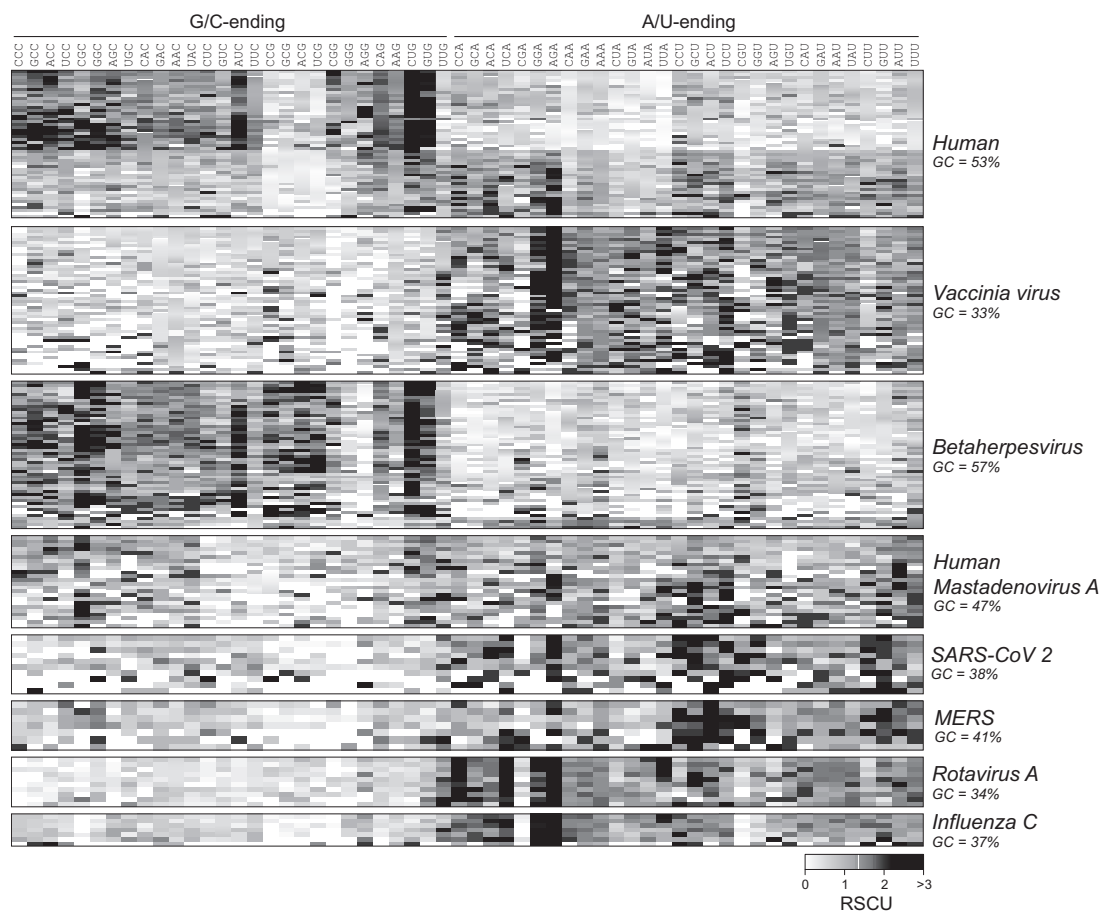 G/C-ending A/U-ending
CCC GCC ACC UCC CGC GGC AGC UGC CAC GAC AAC UAC CUC GUC AUC UUC CCG GCG ACG UCG CGG GGG AGG CAG AAG CUG GUG UUG CCA GCA ACA UCA CGA GGA AGA CAA GAA AAA CUA GUA AUA UUA CCU GCU ACU UCU CGU GGU AGU UGU CAU GAU AAU UAU CUU GUU AUU UUU
Human
GC = 53%
Vaccinia virus
GC = 33%
Betaherpesvirus
GC = 57%
Human
Mastadenovirus A
GC = 47%
SARS-CoV 2
GC = 38%
MERS
GC = 41%
Rotavirus A
GC = 34%
Influenza C
GC = 37%
0 1 2 >3
RSCU